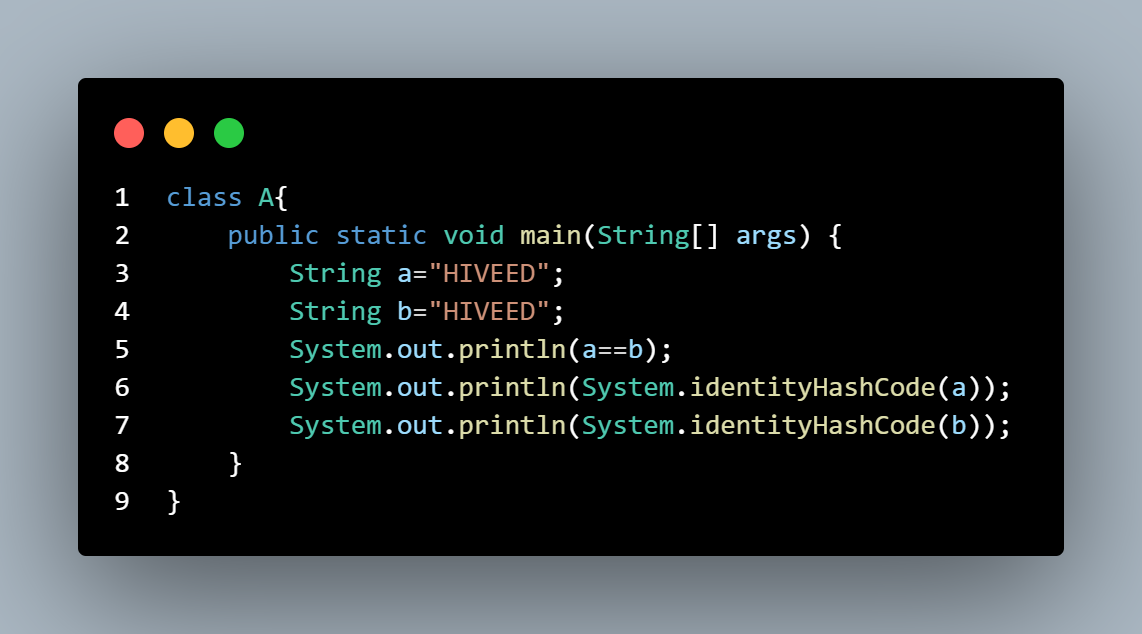 1 class A{
2     public static void main(String[] args) {
3         String a="HIVEED";
4         String b="HIVEED";
5         System.out.println(a==b);
6         System.out.println(System.identityHashCode(a));
7         System.out.println(System.identityHashCode(b));
8     }
9 }